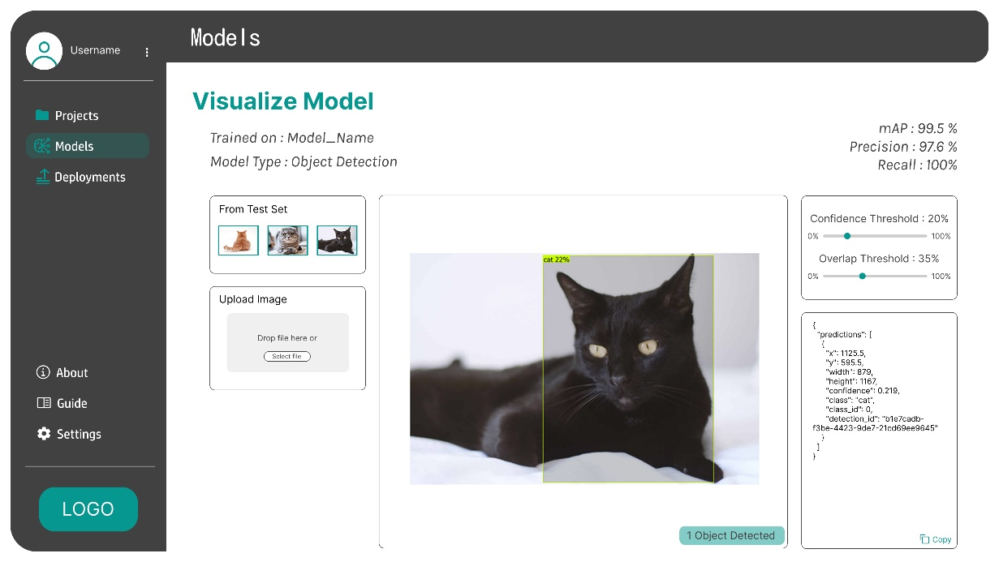 Username
Projects
Models
Deployments
About
Guide
Settings
LOGO
Models
Visualize Model
Trained on : Model_Name
Model Type : Object Detection
mAP : 99.5 %
Precision : 97.6 %
Recall : 100%
From Test Set
Upload Image
Drop file here or
Select file
cat 22%
1 Object Detected
Confidence Threshold : 20%
0% 100%
Overlap Threshold : 35%
0% 100%
{
"predictions": [
{
"x": 1125.5,
"y": 595.5,
"width": 879,
"height": 1167,
"confidence": 0.219,
"class": "cat",
"class_id": 0,
"detection_id": "b1e7cadb-
f3be-4423-9de7-21cd69ee9645"
}
]
}
Copy